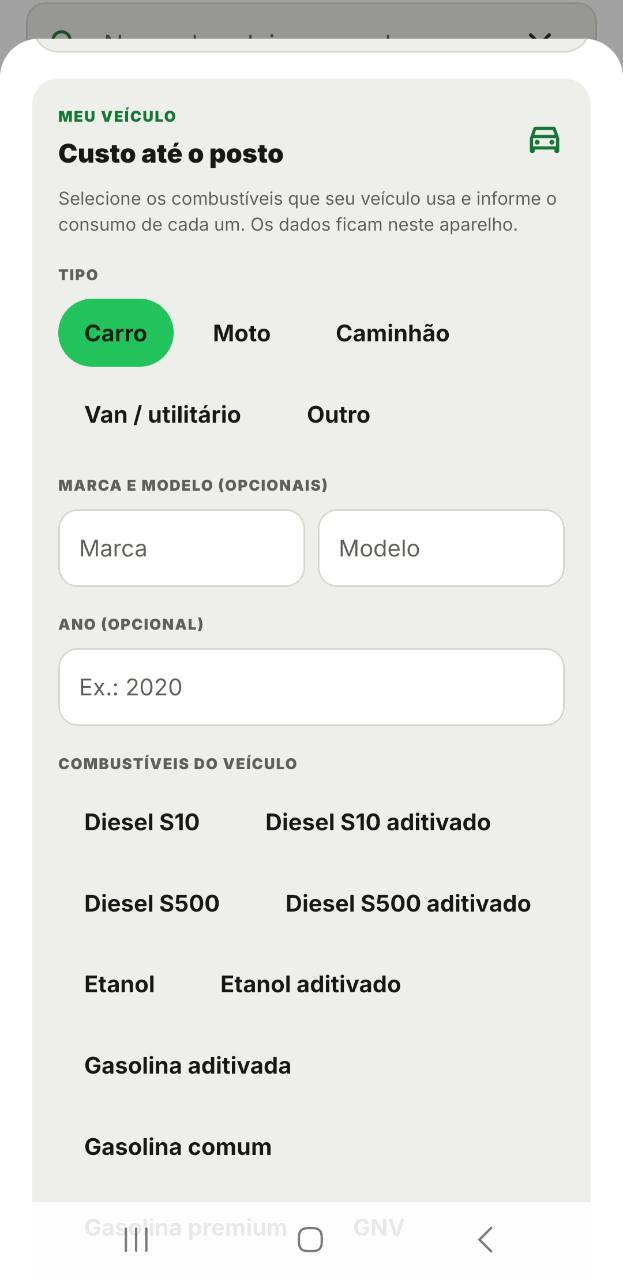 MEU VEÍCULO
Custo até o posto
Selecione os combustíveis que seu veículo usa e informe o
consumo de cada um. Os dados ficam neste aparelho.
TIPO
Carro Moto Caminhão
Van / utilitário Outro
MARCA E MODELO (OPCIONAIS)
Marca Modelo
ANO (OPCIONAL)
Ex.: 2020
COMBUSTÍVEIS DO VEÍCULO
Diesel S10 Diesel S10 aditivado
Diesel S500 Diesel S500 aditivado
Etanol Etanol aditivado
Gasolina aditivada
Gasolina comum
Gasolina premium GNV